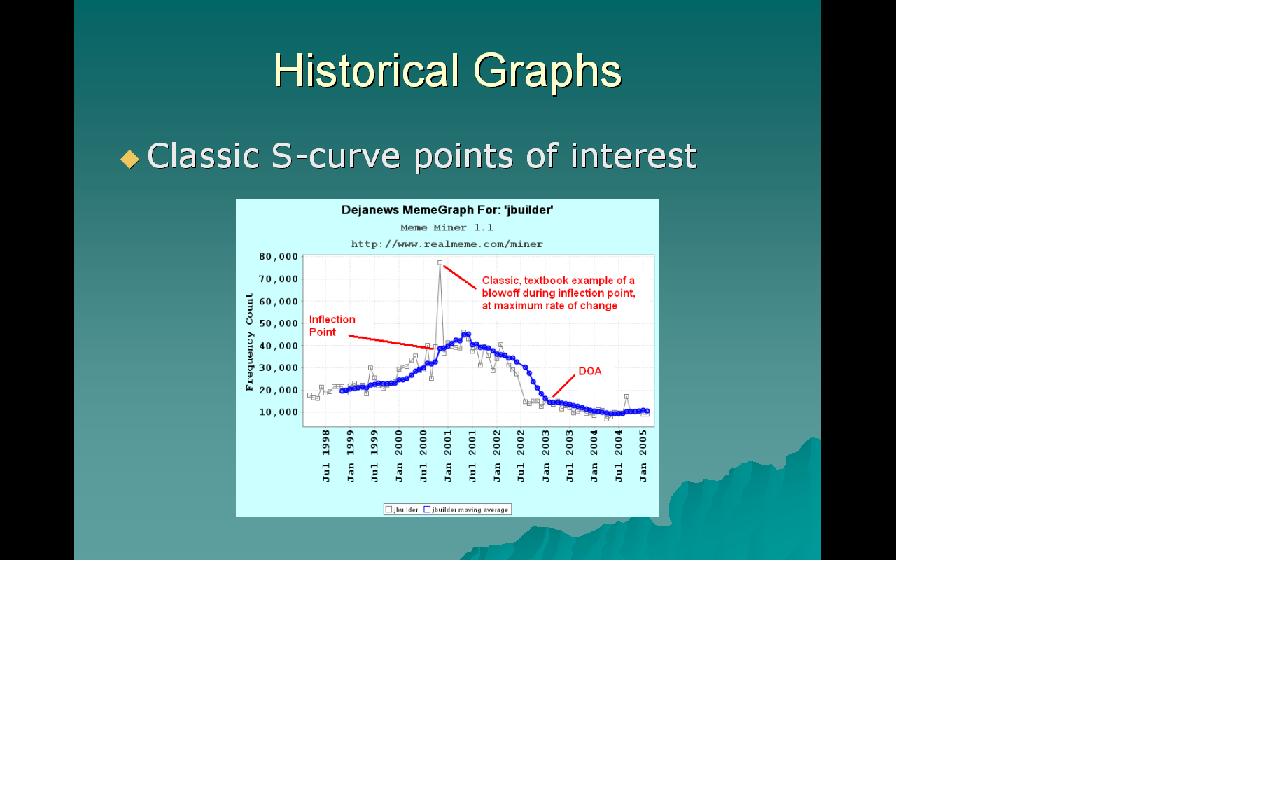 Historical Graphs
Classic S-curve points of interest
Dejanews MemeGraph For: 'jbuilder'
Meme Miner 1.1
http://www.realmeme.com/miner
80,000
70,000
60,000
50,000
40,000
30,000
20,000
10,000
Frequency Count
Classic, textbook example of a
blowoff during inflection point,
at maximum rate of change
Inflection
Point
DOA
Jul 1998
Jan 1999
Jul 1999
Jan 2000
Jul 2000
Jan 2001
Jul 2001
Jan 2002
Jul 2002
Jan 2003
Jul 2003
Jan 2004
Jul 2004
Jan 2005
jbuilder jbuilder moving average